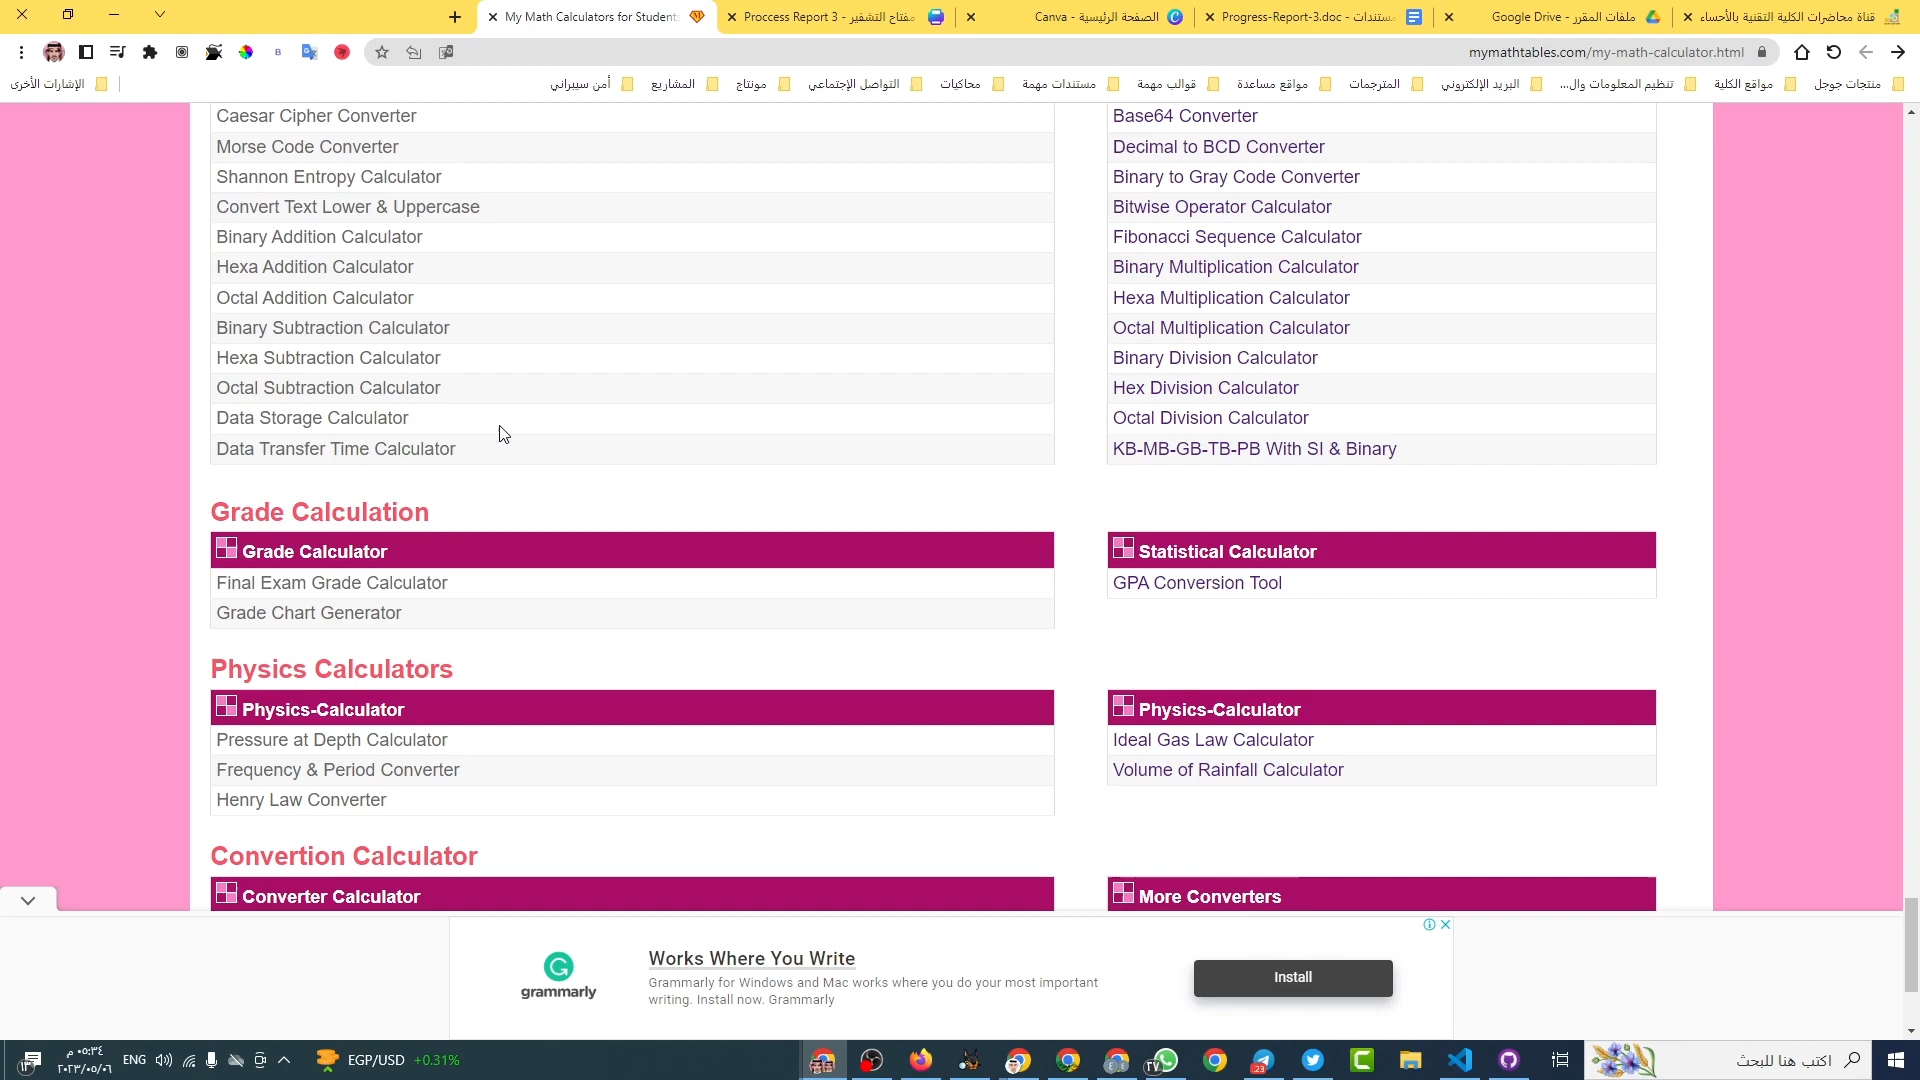 My Math Calculators for Students
Proccess Report 3 - مفتاح التشفير
الصفحة الرئيسية - Canva
Progress-Report-3.doc - مستندات
ملفات المقرر - Google Drive
قناة محاضرات الكلية التقنية بالأحساء
mymathtables.com/my-math-calculator.html
منتجات جوجل
مواقع الكلية
تنظيم المعلومات وال...
البريد الإلكتروني
المترجمات
مواقع مساعدة
قوالب مهمة
مستندات مهمة
محاكيات
التواصل الإجتماعي
مونتاج
المشاريع
أمن سيبراني
الإشارات الأخرى
Caesar Cipher Converter
Morse Code Converter
Shannon Entropy Calculator
Convert Text Lower & Uppercase
Binary Addition Calculator
Hexa Addition Calculator
Octal Addition Calculator
Binary Subtraction Calculator
Hexa Subtraction Calculator
Octal Subtraction Calculator
Data Storage Calculator
Data Transfer Time Calculator
Base64 Converter
Decimal to BCD Converter
Binary to Gray Code Converter
Bitwise Operator Calculator
Fibonacci Sequence Calculator
Binary Multiplication Calculator
Hexa Multiplication Calculator
Octal Multiplication Calculator
Binary Division Calculator
Hex Division Calculator
Octal Division Calculator
KB-MB-GB-TB-PB With SI & Binary
Grade Calculation
Grade Calculator
Final Exam Grade Calculator
Grade Chart Generator
Statistical Calculator
GPA Conversion Tool
Physics Calculators
Physics-Calculator
Pressure at Depth Calculator
Frequency & Period Converter
Henry Law Converter
Physics-Calculator
Ideal Gas Law Calculator
Volume of Rainfall Calculator
Convertion Calculator
Converter Calculator
More Converters
grammarly
Works Where You Write
Grammarly for Windows and Mac works where you do your most important
writing. Install now. Grammarly
Install
٠٥:٣٤ م
٢٠٢٣/٠٥/٠٦
ENG
EGP/USD +0.31%
TV
23
اكتب هنا للبحث